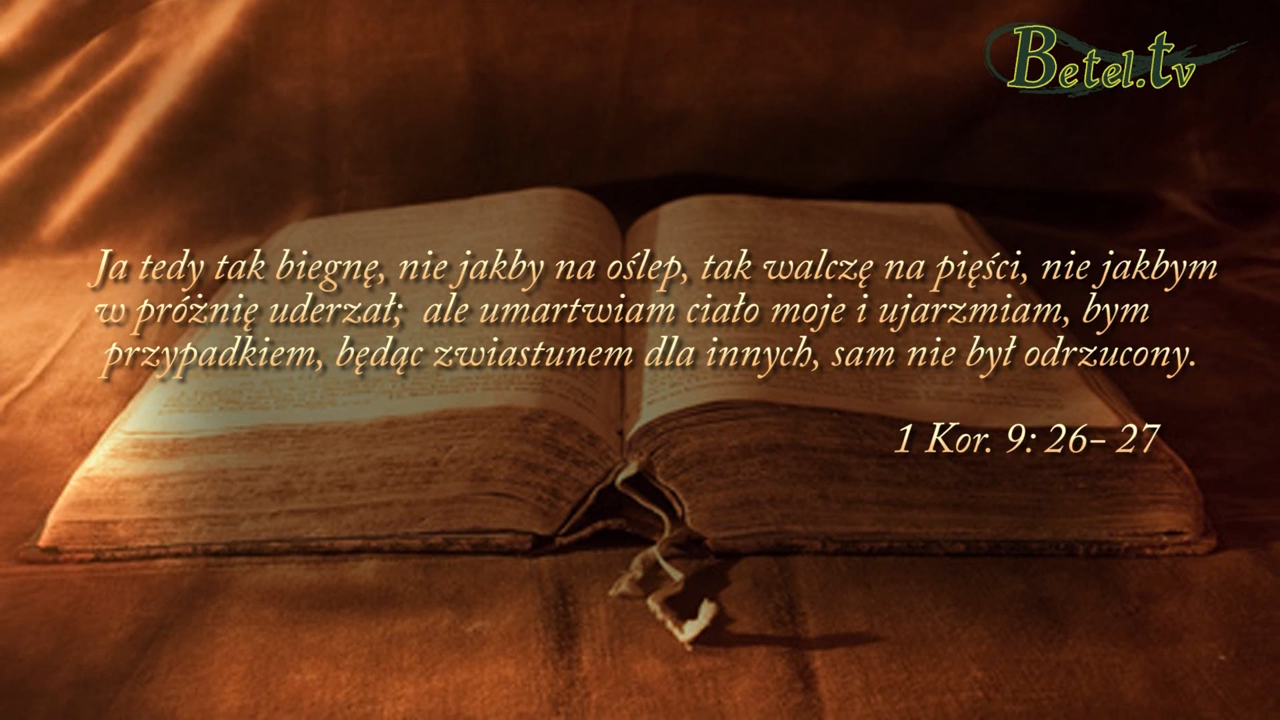 Betel.tv
Ja tedy tak biegnę, nie jakby na oślep, tak walczę na pięści, nie jakbym
w próżnię uderzał; ale umartwiam ciało moje i ujarzmiam, bym
przypadkiem, będąc zwiastunem dla innych, sam nie był odrzucony.
1 Kor. 9: 26– 27